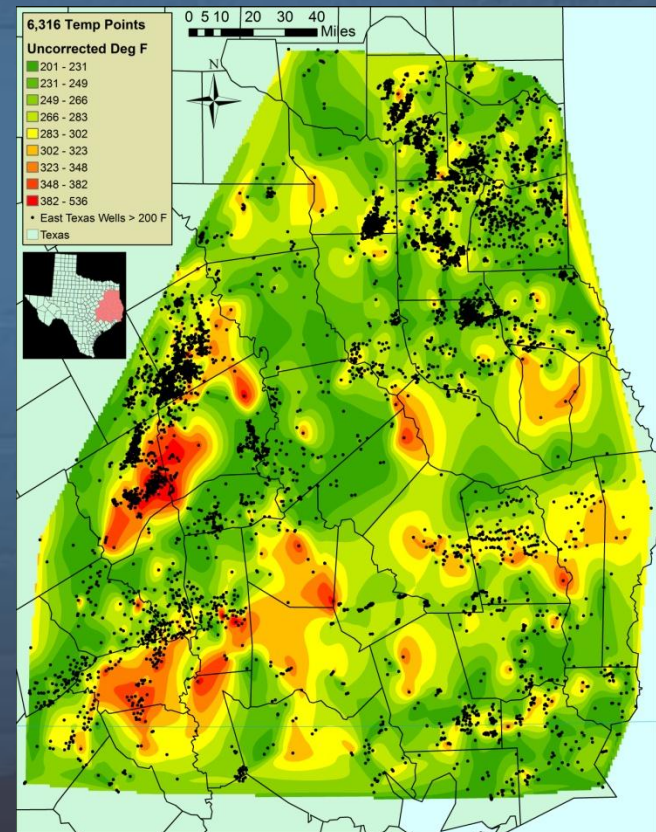 6,316 Temp Points
Uncorrected Deg F
201 - 231
231 - 249
249 - 266
266 - 283
283 - 302
302 - 323
323 - 348
348 - 382
382 - 536
East Texas Wells > 200 F
Texas
0 5 10 20 30 40
Miles
N